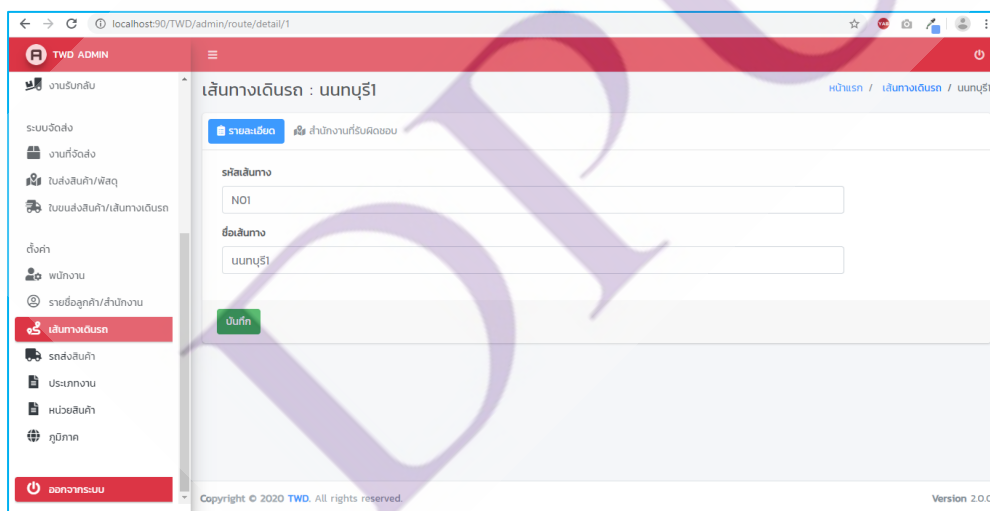 localhost:90/TWD/admin/route/detail/1
TWD ADMIN
งานรับกลับ
ระบบจัดส่ง
งานที่จัดส่ง
ใบส่งสินค้า/พัสดุ
ใบขนส่งสินค้า/เส้นทางเดินรถ
ตั้งค่า
พนักงาน
รายชื่อลูกค้า/สำนักงาน
เส้นทางเดินรถ
รถส่งสินค้า
ประเภทงาน
หน่วยสินค้า
ภูมิภาค
ออกจากระบบ
เส้นทางเดินรถ : นนทบุรี1
หน้าแรก / เส้นทางเดินรถ / นนทบุรี1
รายละเอียด
สำนักงานที่รับผิดชอบ
รหัสเส้นทาง
N01
ชื่อเส้นทาง
นนทบุรี1
บันทึก
Copyright © 2020 TWD. All rights reserved.
Version 2.0.0
DPU